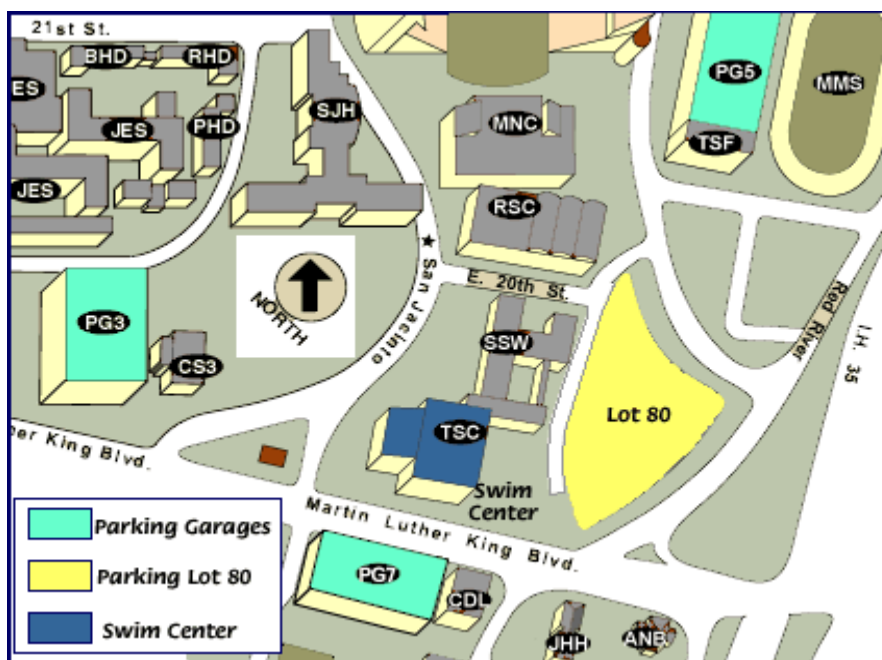 21st St.
BHD
RHD
ES
JES
PHD
SJH
MNC
PG5
MMS
TSF
JES
RSC
San Jacinto
E. 20th St.
Red River
I.H. 35
NORTH
PG3
CS3
SSW
Lot 80
TSC
Swim
Center
her King Blvd.
Martin Luther King Blvd.
Parking Garages
Parking Lot 80
Swim Center
PG7
CDL
JHH
ANB